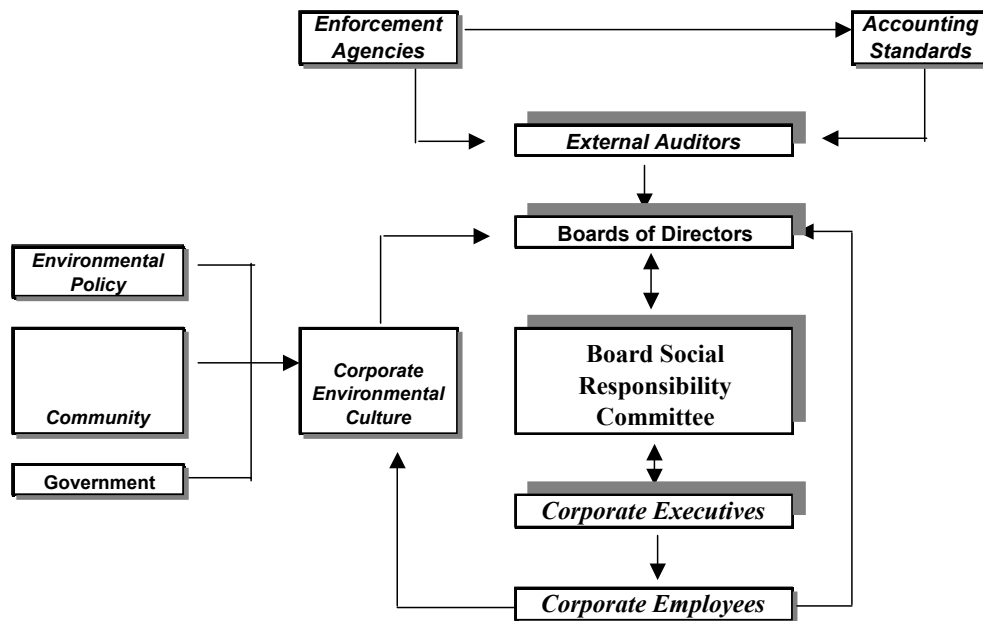 Enforcement
Agencies
Accounting
Standards
External Auditors
Boards of Directors
Environmental
Policy
Community
Government
Corporate
Environmental
Culture
Board Social
Responsibility
Committee
Corporate Executives
Corporate Employees